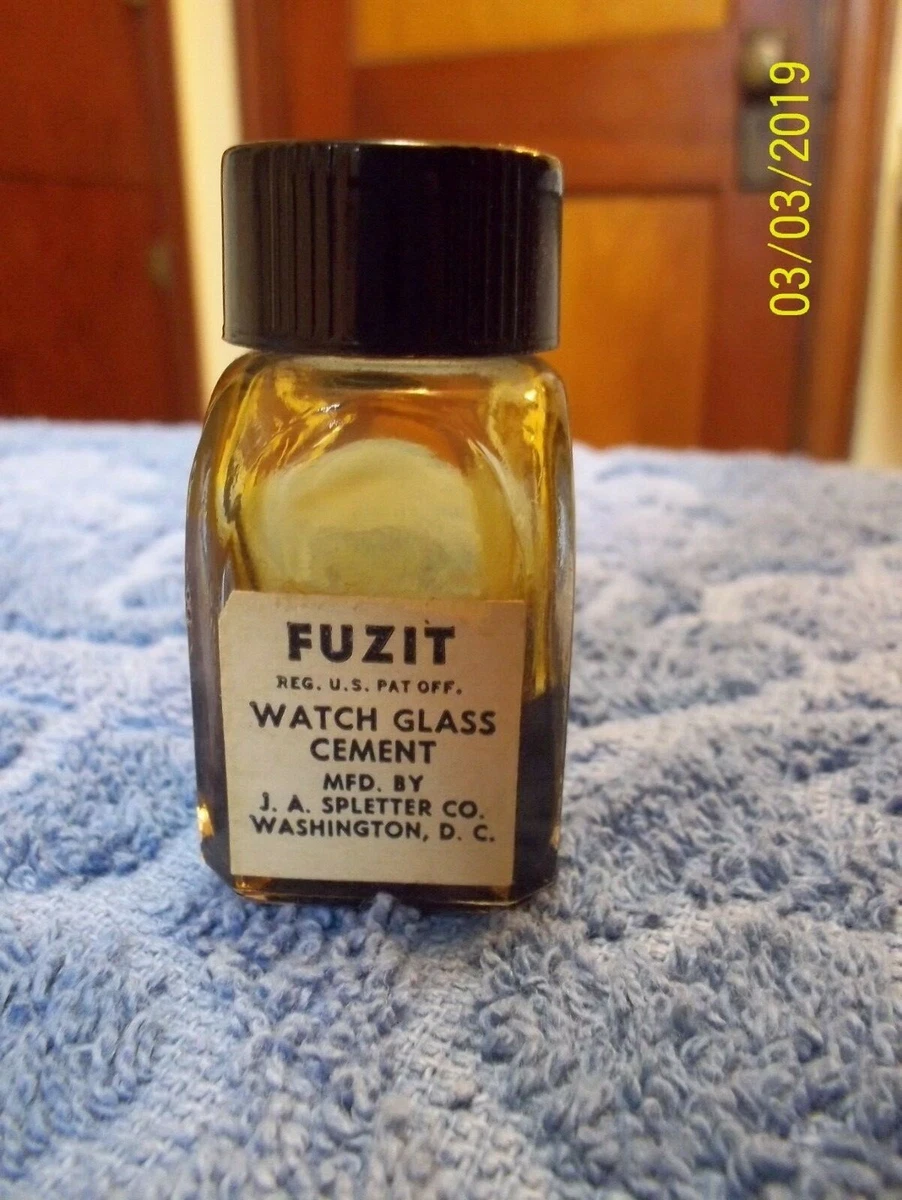 03/03/2019
FUZIT
REG. U.S. PAT OFF.
WATCH GLASS
CEMENT
MFD. BY
J. A. SPLETTER CO.
WASHINGTON, D. C.